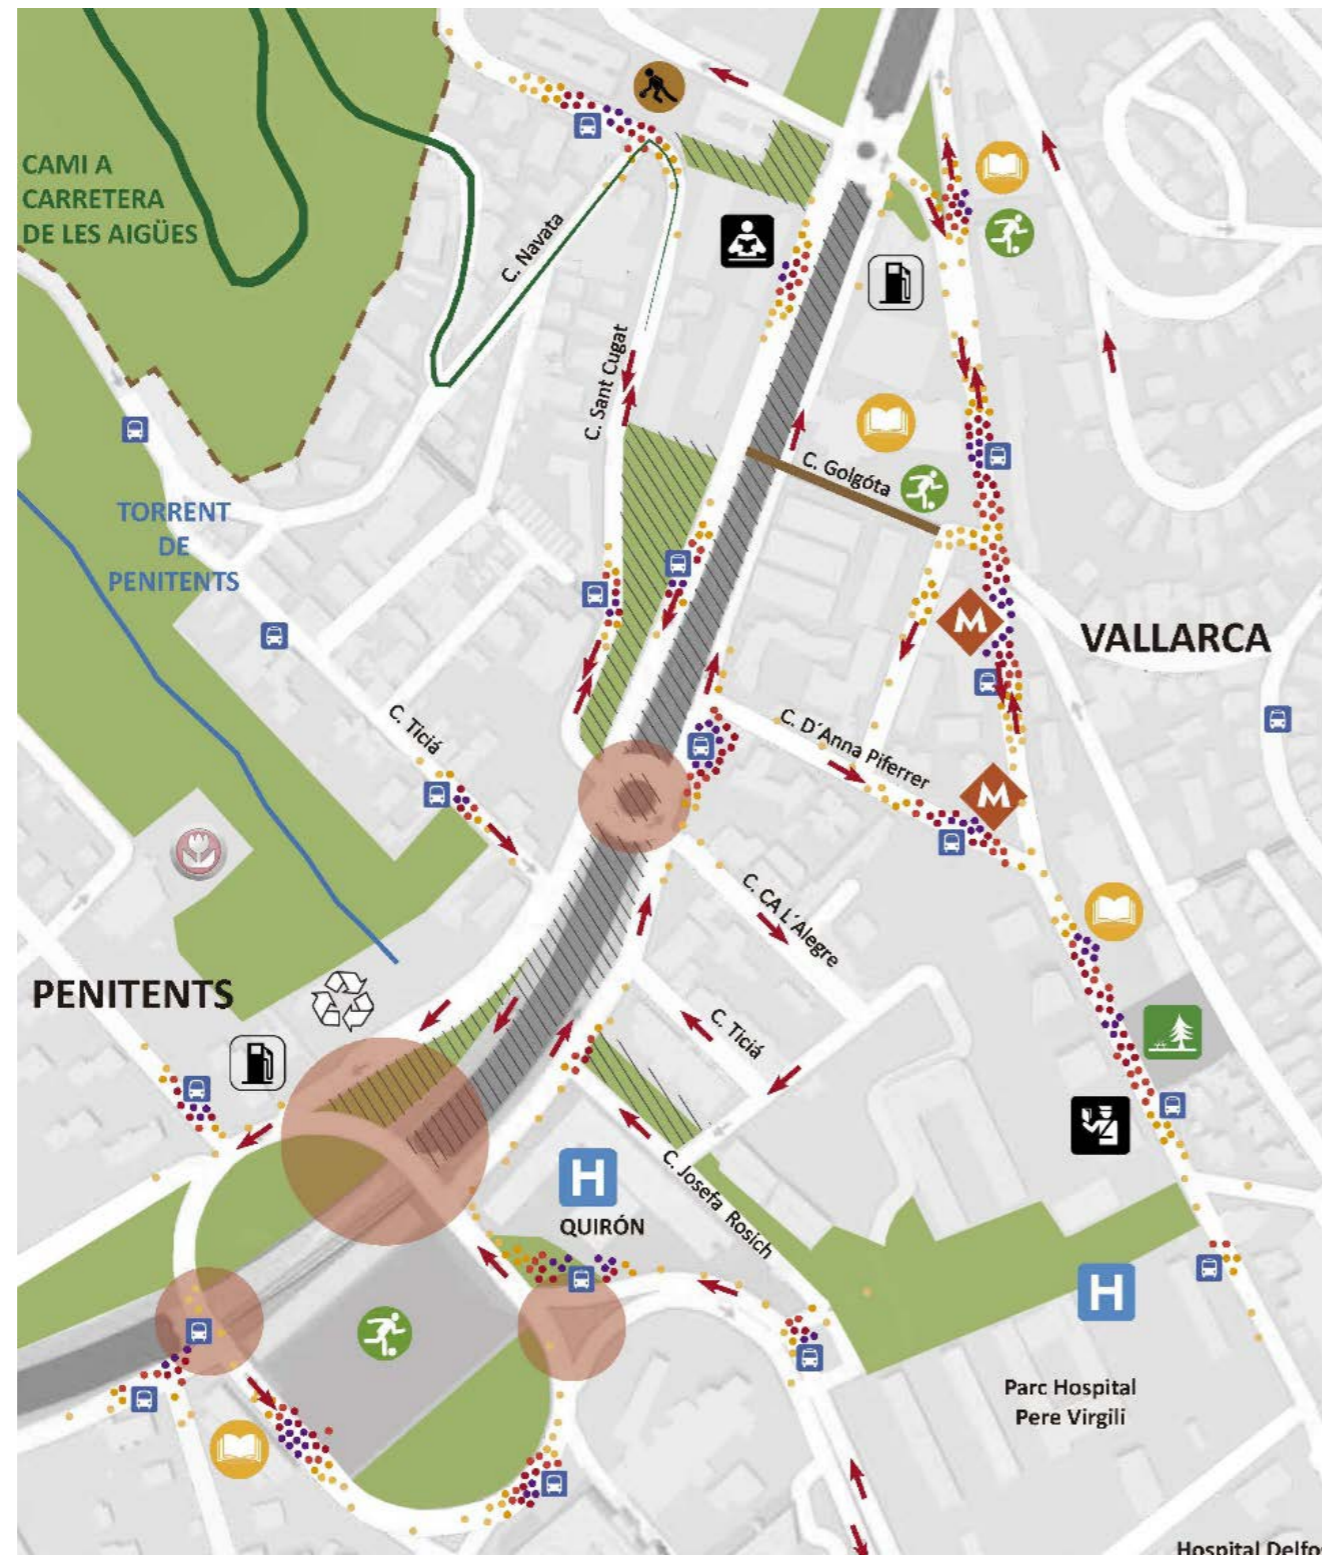 CAMI A
CARRETERA
DE LES AIGÜES
C. Navata
C. Sant Cugat
C. Golgóta
TORRENT
DE
PENITENTS
M
VALLARCA
C. Ticiá
C. D´Anna Piferrer
M
C. CA L´Alegre
PENITENTS
C. Ticiá
H
QUIRÓN
C. Josefa Rosich
H
Parc Hospital
Pere Virgili
Hospital Delfo